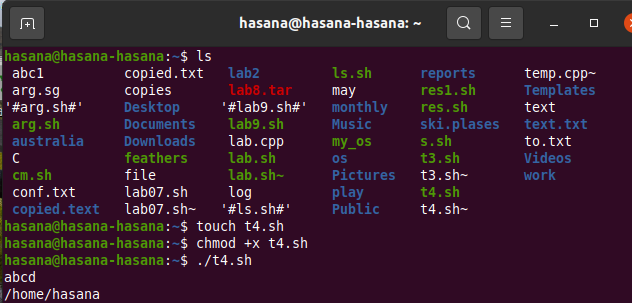 hasana@hasana-hasana: ~
hasana@hasana-hasana:~$ ls
abc1 copied.txt lab2 ls.sh reports temp.cpp~
arg.sg copies lab8.tar may res1.sh Templates
'#arg.sh#' Desktop '#lab9.sh#' monthly res.sh text
arg.sh Documents lab9.sh Music ski.plases text.txt
australia Downloads lab.cpp my_os s.sh to.txt
C feathers lab.sh os t3.sh Videos
cm.sh file lab.sh~ Pictures t3.sh~ work
conf.txt lab07.sh log play t4.sh
copied.text lab07.sh~ '#ls.sh#' Public t4.sh~
hasana@hasana-hasana:~$ touch t4.sh
hasana@hasana-hasana:~$ chmod +x t4.sh
hasana@hasana-hasana:~$ ./t4.sh
abcd
/home/hasana